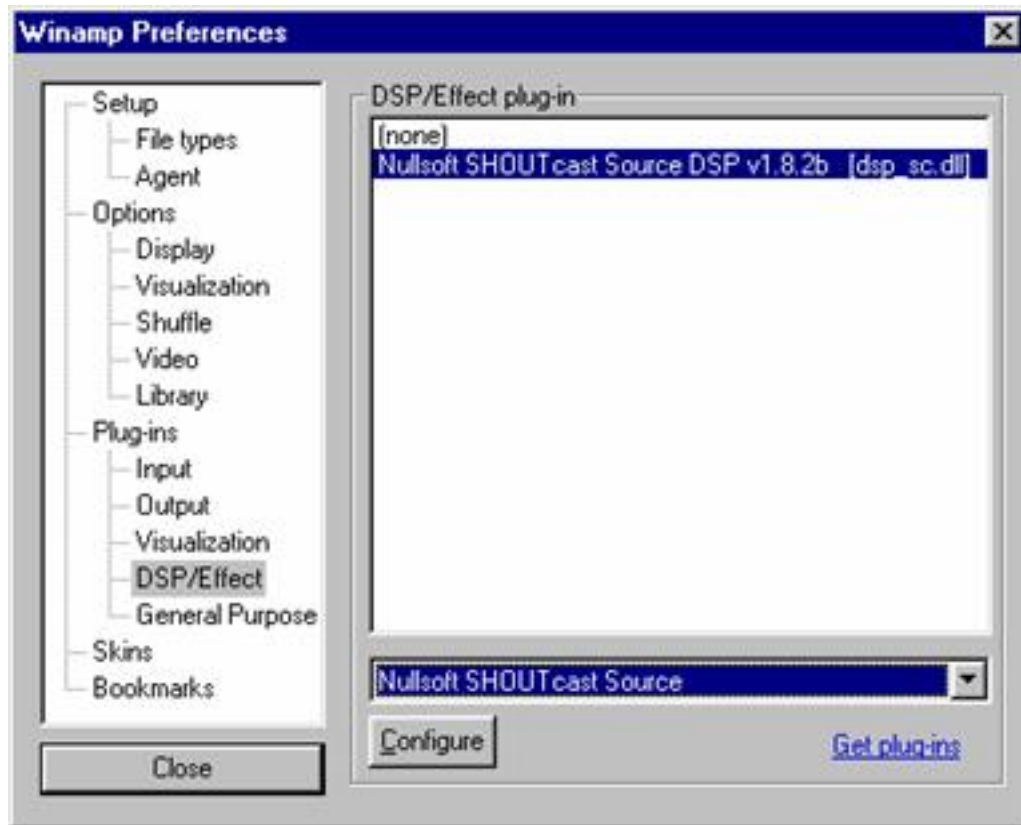 Winamp Preferences
Setup
File types
Agent
Options
Display
Visualization
Shuffle
Video
Library
Plug-ins
Input
Output
Visualization
DSP/Effect
General Purpose
Skins
Bookmarks
Close
DSP/Effect plug-in
(none)
Nullsoft SHOUTcast Source DSP v1.8.2b [dsp_sc.dll]
Nullsoft SHOUTcast Source
Configure
Get plug-ins